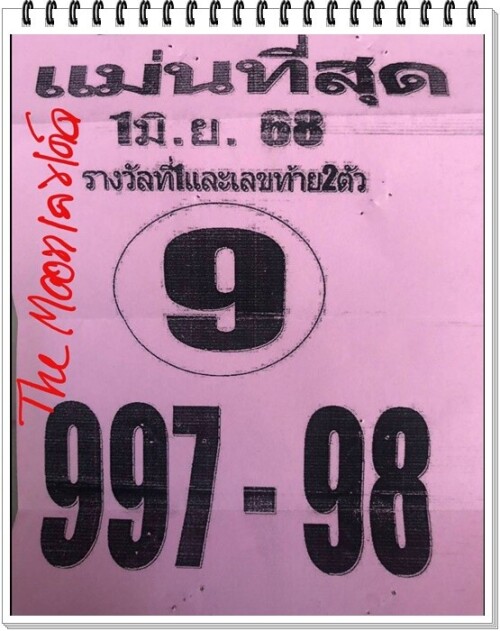 แม่นที่สุด
1มิ.ย. 68
รางวัลที่1และเลขท้าย2ตัว
9
997-98
The Moonเลขเด็ด